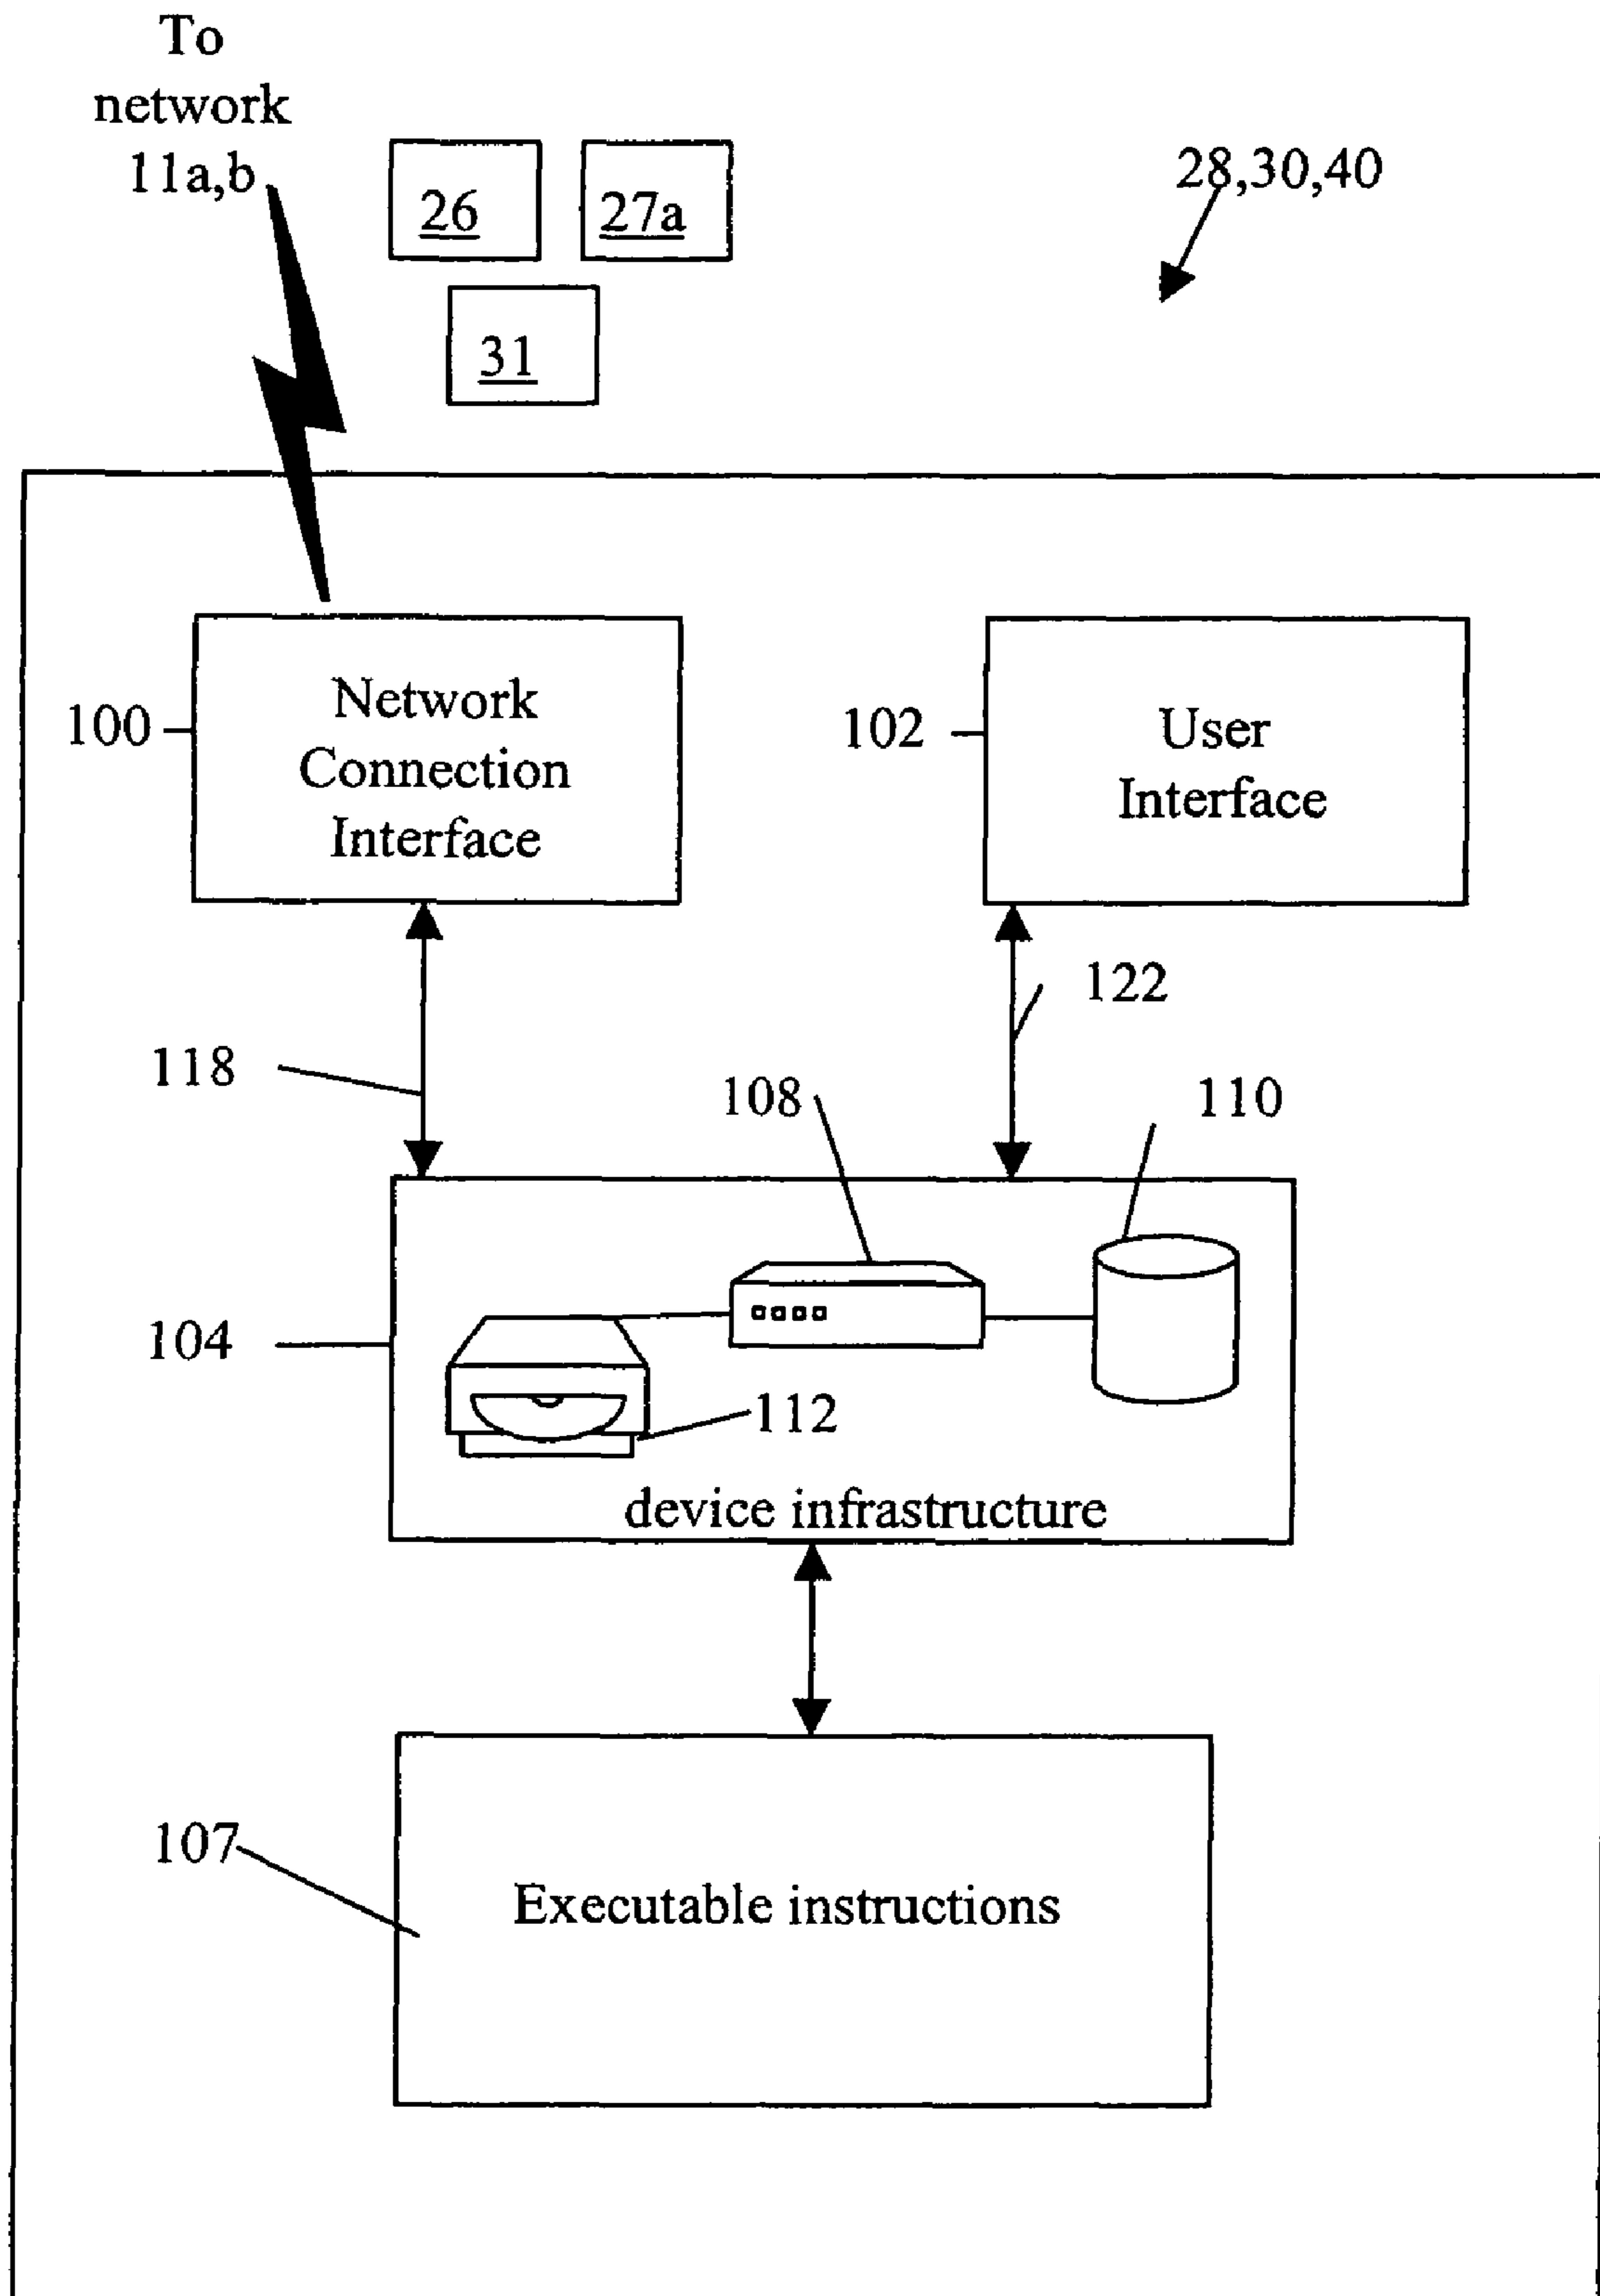 To
network
11a,b
26
27a
28,30,40
31
100
Network
Connection
Interface
102
User
Interface
122
118
108
110
104
112
device infrastructure
107
Executable instructions